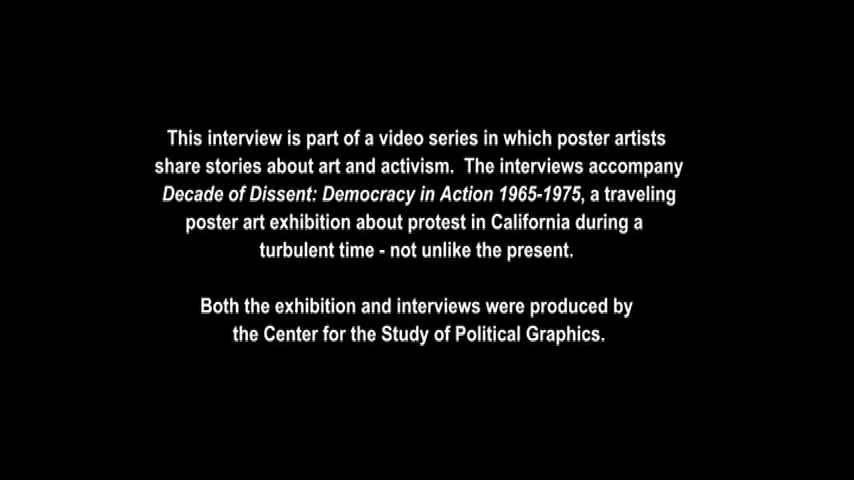 This interview is part of a video series in which poster artists
share stories about art and activism.  The interviews accompany
Decade of Dissent: Democracy in Action 1965-1975, a traveling
poster art exhibition about protest in California during a
turbulent time - not unlike the present.
Both the exhibition and interviews were produced by
the Center for the Study of Political Graphics.